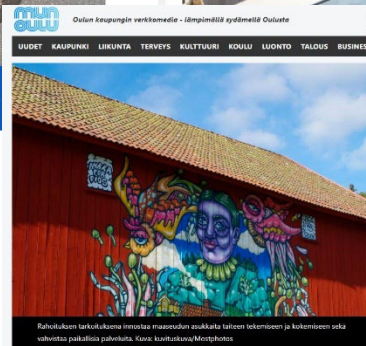 mun
oulu
Oulun kaupungin verkkomedia - lämpimällä sydämellä Oulusta
UUDET KAUPUNKI LIIKUNTA TERVEYS KULTTUURI KOULU LUONTO TALOUS BUSINES
Rahoituksen tarkoituksena innostaa maaseudun asukkaita taiteen tekemiseen ja kokemiseen sekä
vahvistaa paikallisia palveluita. Kuva: kuvituskuva/Mostphotos